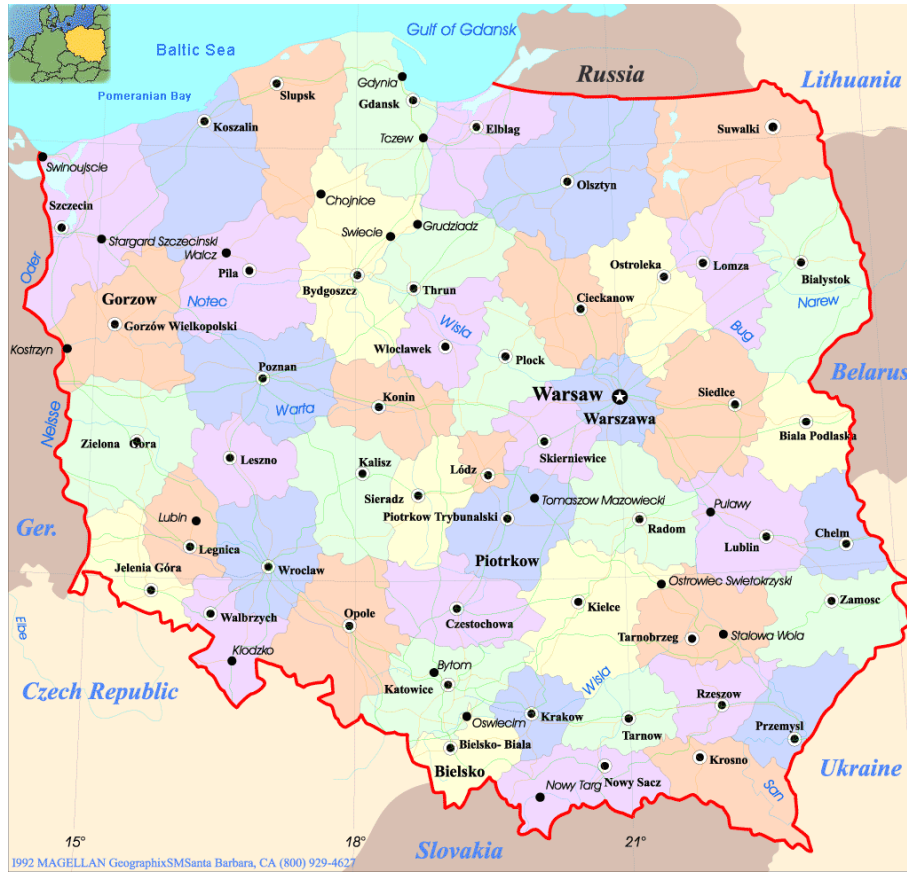 Baltic Sea
Gulf of Gdansk
Russia
Lithuania
Gdynia
Slupsk
Gdansk
Pomeranian Bay
Koszalin
Elblag
Suwalki
Tczew
Swinoujscie
Szczecin
Chojnice
Olsztyn
Stargard Szczecinski
Walcz
Swiecie
Grudziadz
Oder
Pila
Bydgoszcz
Ostroleka
Lomza
Bialystok
Gorzow
Notec
Thrun
Cieckanow
Narew
Gorzów Wielkopolski
Wisla
Bug
Kostrzyn
Wloclawek
Plock
Poznan
Belarus
Konin
Warsaw
Siedlce
Neisse
Warta
Warszawa
Zielona Gora
Biala Podlaska
Leszno
Kalisz
Lódz
Skierniewice
Sieradz
Tomaszow Mazowiecki
Pulawy
Ger.
Lubin
Piotrkow Trybunalski
Radom
Lublin
Chelm
Legnica
Piotrkow
Jelenia Góra
Wroclaw
Ostrowiec Swietokrzyski
Elbe
Walbrzych
Opole
Czestochowa
Kielce
Zamosc
Tarnobrzeg
Stalowa Wola
Klodzko
Bytom
Czech Republic
Katowice
Wisla
Rzeszow
Oswiecim
Krakow
Tarnow
Przemysl
Bielsko- Biala
Krosno
Ukraine
Bielsko
Nowy Targ
Nowy Sacz
San
15°
18°
21°
Slovakia
1992 MAGELLAN GeographixSMSanta Barbara, CA (800) 929-4627